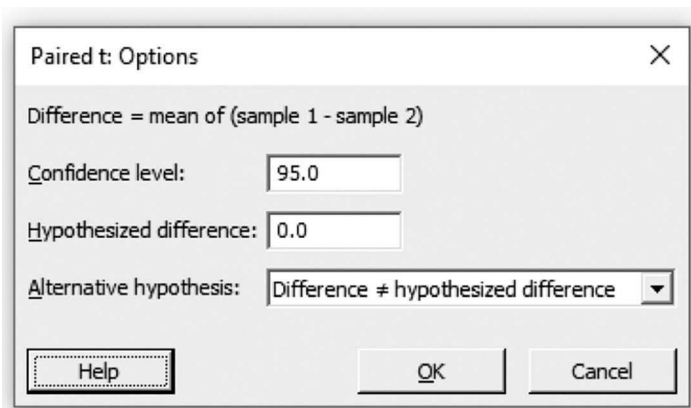 Paired t: Options
Difference = mean of (sample 1 - sample 2)
Confidence level: 95.0
Hypothesized difference: 0.0
Alternative hypothesis: Difference ≠ hypothesized difference
Help OK Cancel